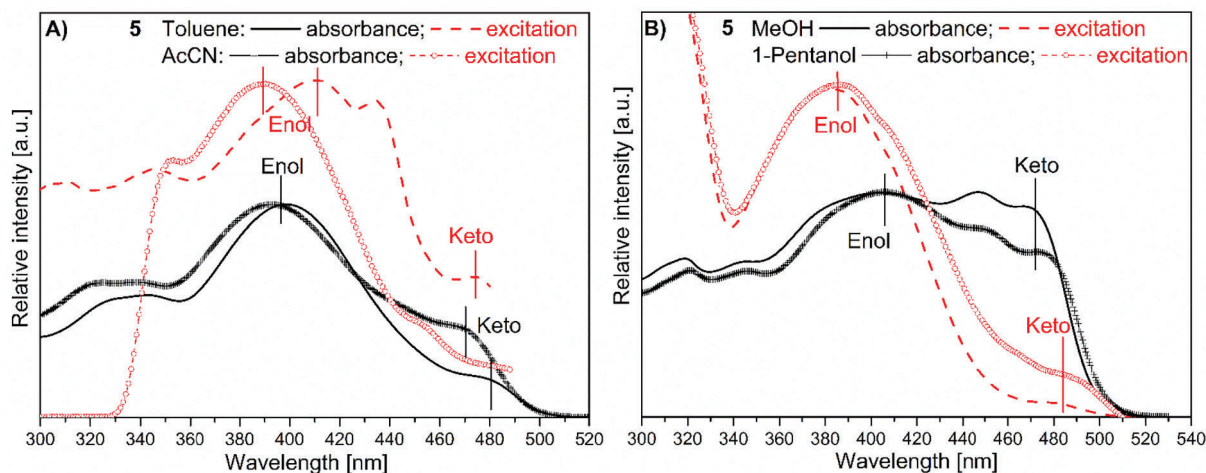 A) 5 Toluene: absorbance; excitation
AcCN: absorbance; excitation
Enol
Enol
Keto
Keto
Relative intensity [a.u.]
300 320 340 360 380 400 420 440 460 480 500 520
Wavelength [nm]
B) 5 MeOH absorbance; excitation
1-Pentanol absorbance; excitation
Enol
Keto
Enol
Keto
Relative intensity [a.u.]
300 320 340 360 380 400 420 440 460 480 500 520 540
Wavelength [nm]